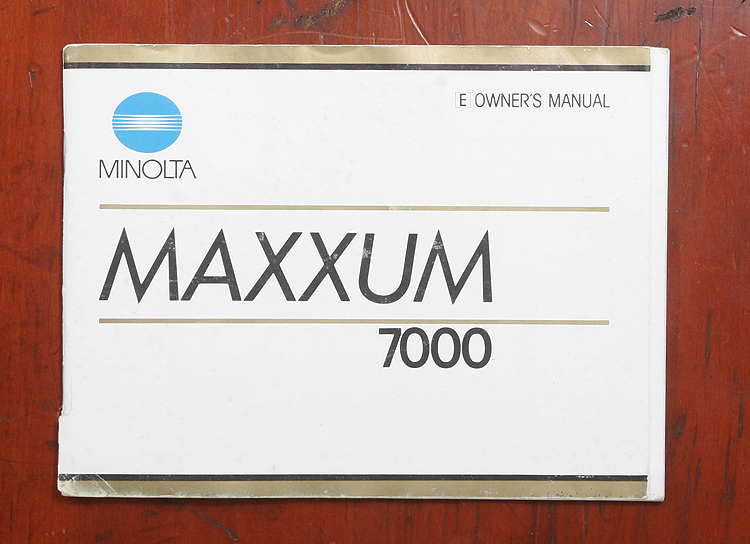 E OWNER'S MANUAL
MINOLTA
MAXXUM
7000